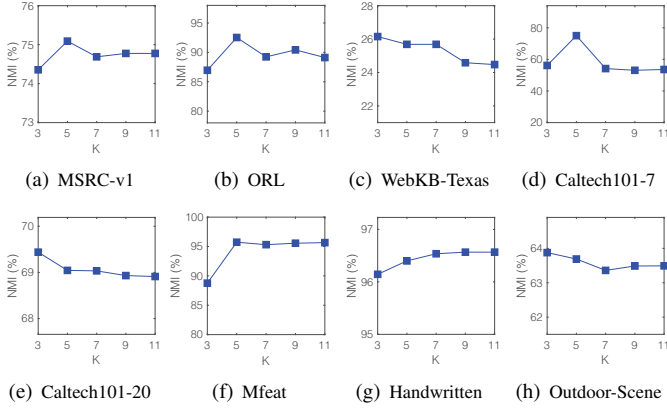 NMI (%)
76
75
74
73
3 5 7 9 11
K
(a) MSRC-v1
NMI (%)
95
90
85
80
3 5 7 9 11
K
(b) ORL
NMI (%)
28
26
24
22
3 5 7 9 11
K
(c) WebKB-Texas
NMI (%)
80
60
40
20
3 5 7 9 11
K
(d) Caltech101-7
NMI (%)
70
69
68
3 5 7 9 11
K
(e) Caltech101-20
NMI (%)
100
95
90
85
80
3 5 7 9 11
K
(f) Mfeat
NMI (%)
97
96
95
3 5 7 9 11
K
(g) Handwritten
NMI (%)
64
63
62
3 5 7 9 11
K
(h) Outdoor-Scene